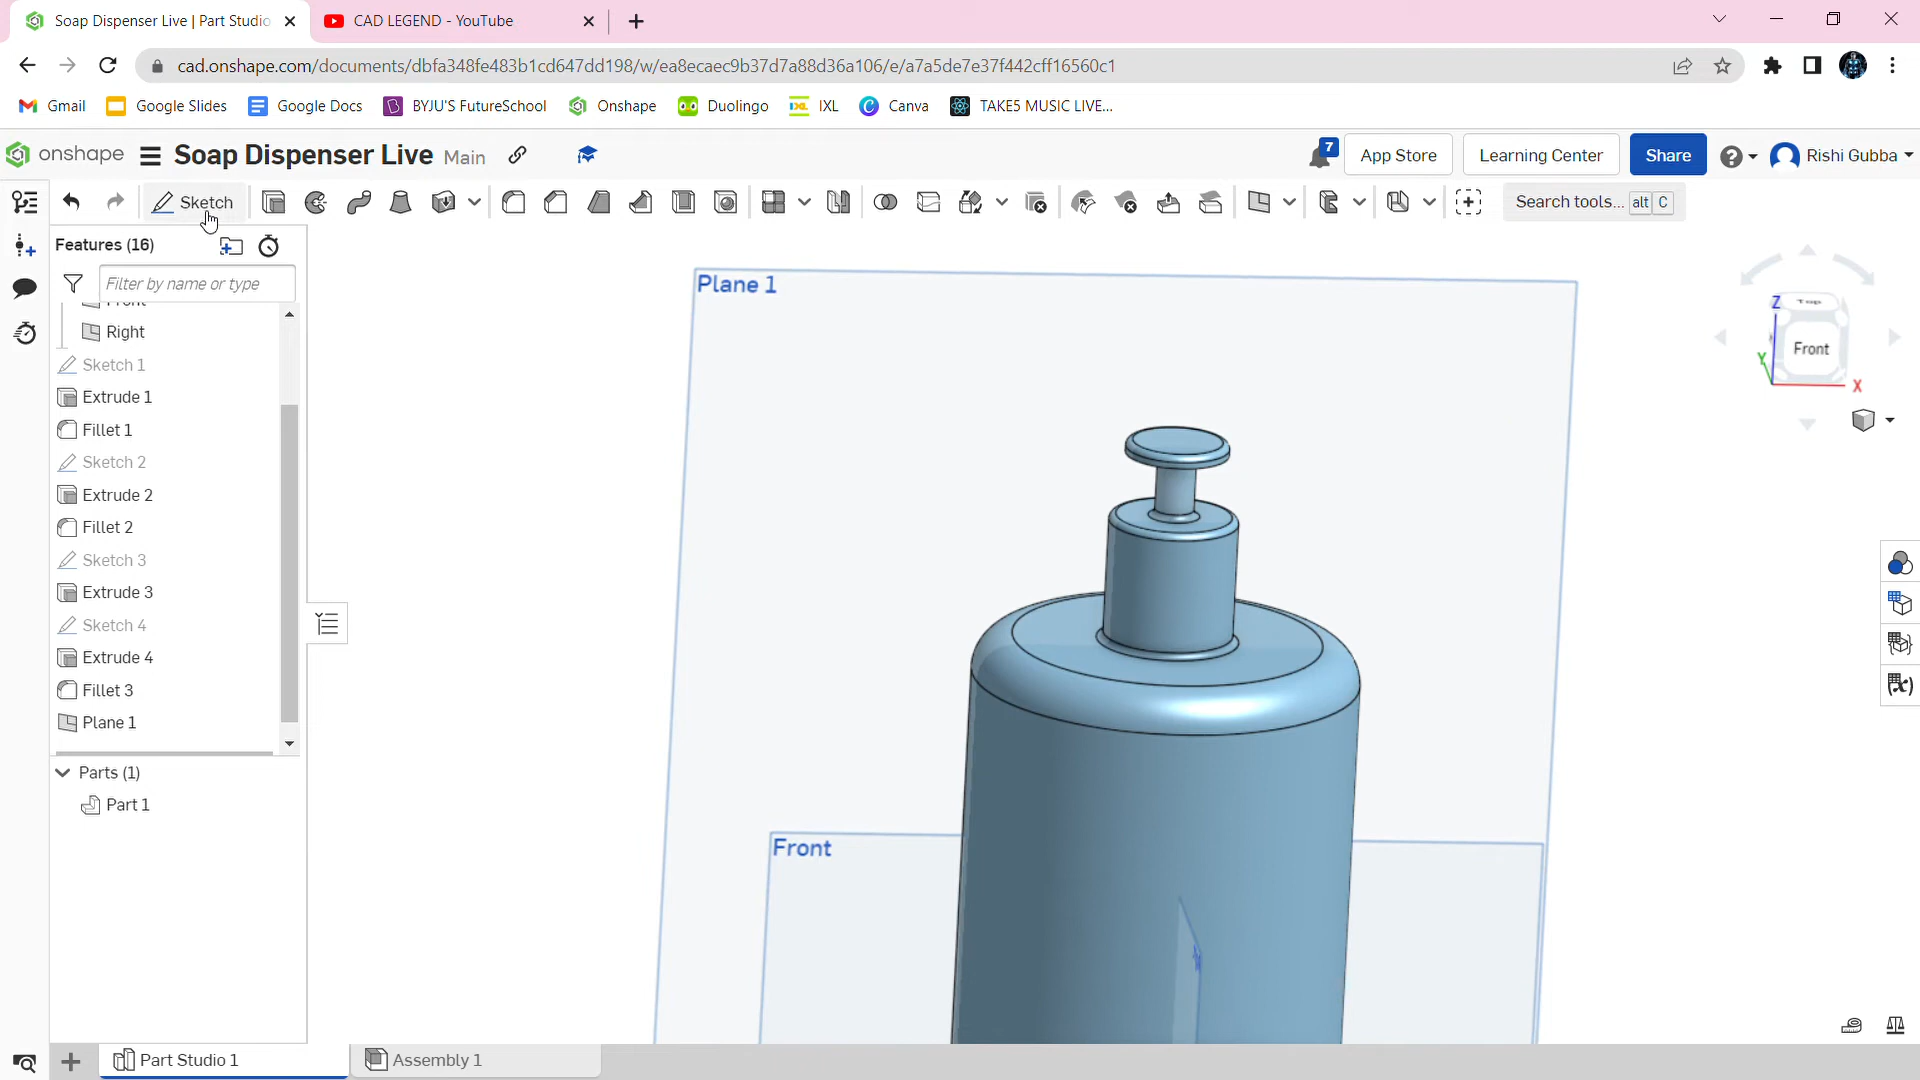 Soap Dispenser Live | Part Studio
CAD LEGEND - YouTube
cad.onshape.com/documents/dbfa348fe483b1cd647dd198/w/ea8ecaec9b37d7a88d36a106/e/a7a5de7e37f442cff16560c1
Gmail
Google Slides
Google Docs
BYJU'S FutureSchool
Onshape
Duolingo
IXL
Canva
TAKE5 MUSIC LIVE...
onshape
Soap Dispenser Live Main
7
App Store
Learning Center
Share
Rishi Gubba
Sketch
Search tools... alt C
Features (16)
Filter by name or type
Front
Right
Sketch 1
Extrude 1
Fillet 1
Sketch 2
Extrude 2
Fillet 2
Sketch 3
Extrude 3
Sketch 4
Extrude 4
Fillet 3
Plane 1
Parts (1)
Part 1
Plane 1
Front
Top
Front
Z
Y
X
Part Studio 1
Assembly 1